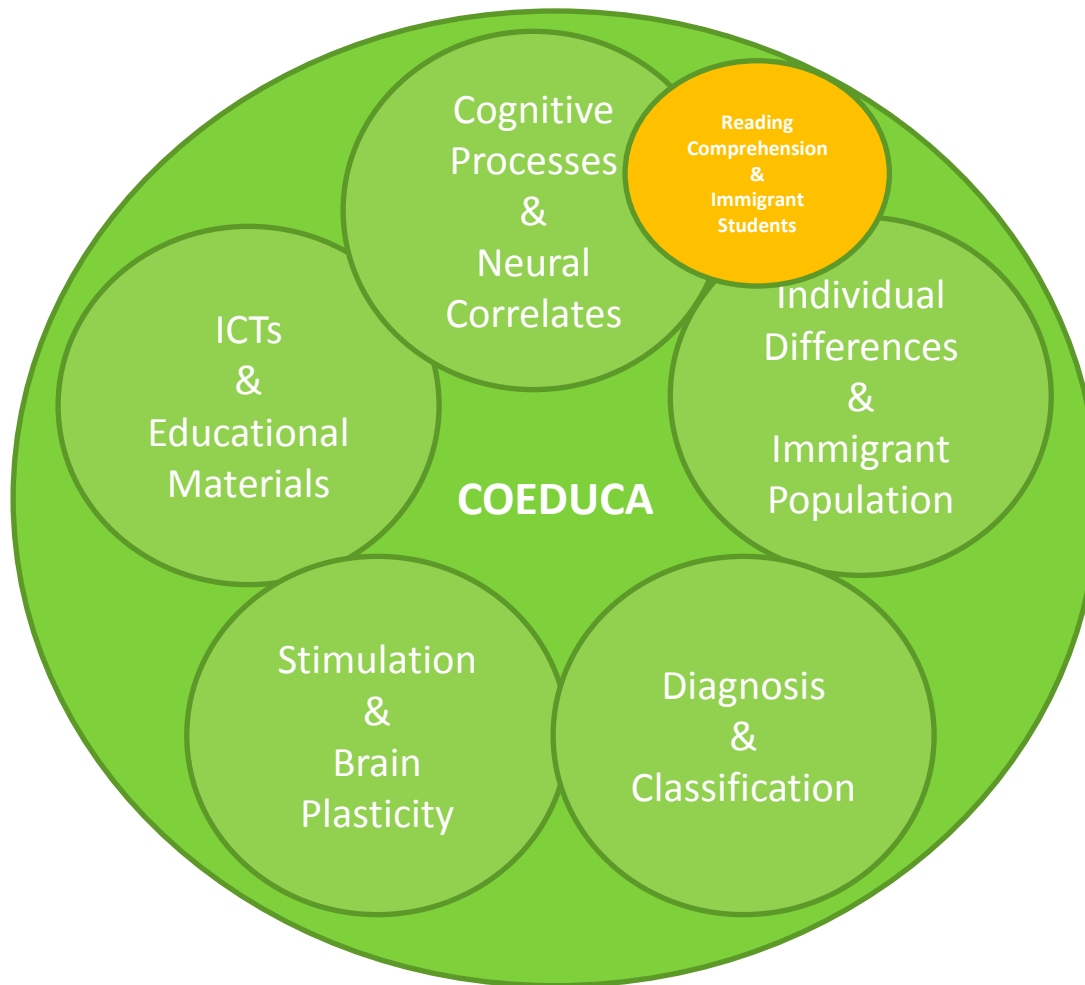 Cognitive
Processes
&
Neural
Correlates
Reading
Comprehension
&
Immigrant
Students
Individual
Differences
&
Immigrant
Population
ICTs
&
Educational
Materials
COEDUCA
Stimulation
&
Brain
Plasticity
Diagnosis
&
Classification